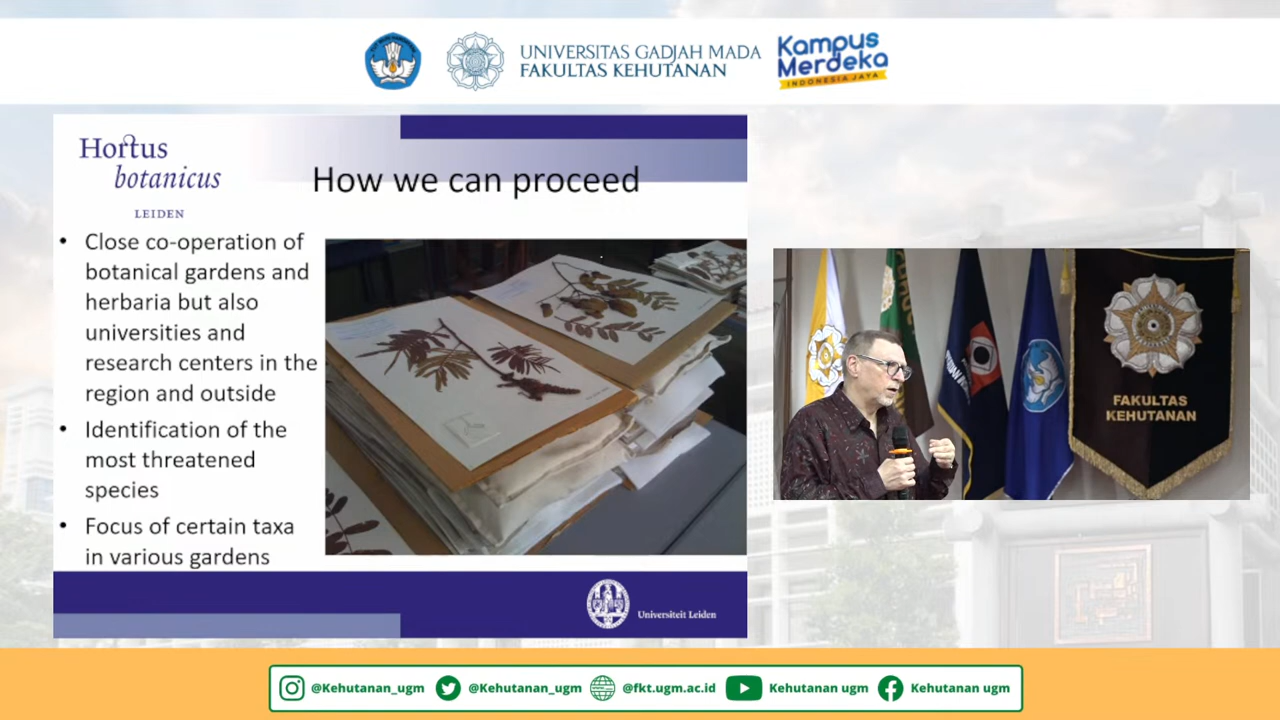 UNIVERSITAS GADJAH MADA
FAKULTAS KEHUTANAN
Kampus
Merdeka
INDONESIA JAYA
Hortus
botanicus
LEIDEN
How we can proceed
• Close co-operation of
botanical gardens and
herbaria but also
universities and
research centers in the
region and outside
• Identification of the
most threatened
species
• Focus of certain taxa
in various gardens
Universiteit Leiden
FAKULTAS
KEHUTANAN
@Kehutanan_ugm
@Kehutanan_ugm
@fkt.ugm.ac.id
Kehutanan ugm
Kehutanan ugm